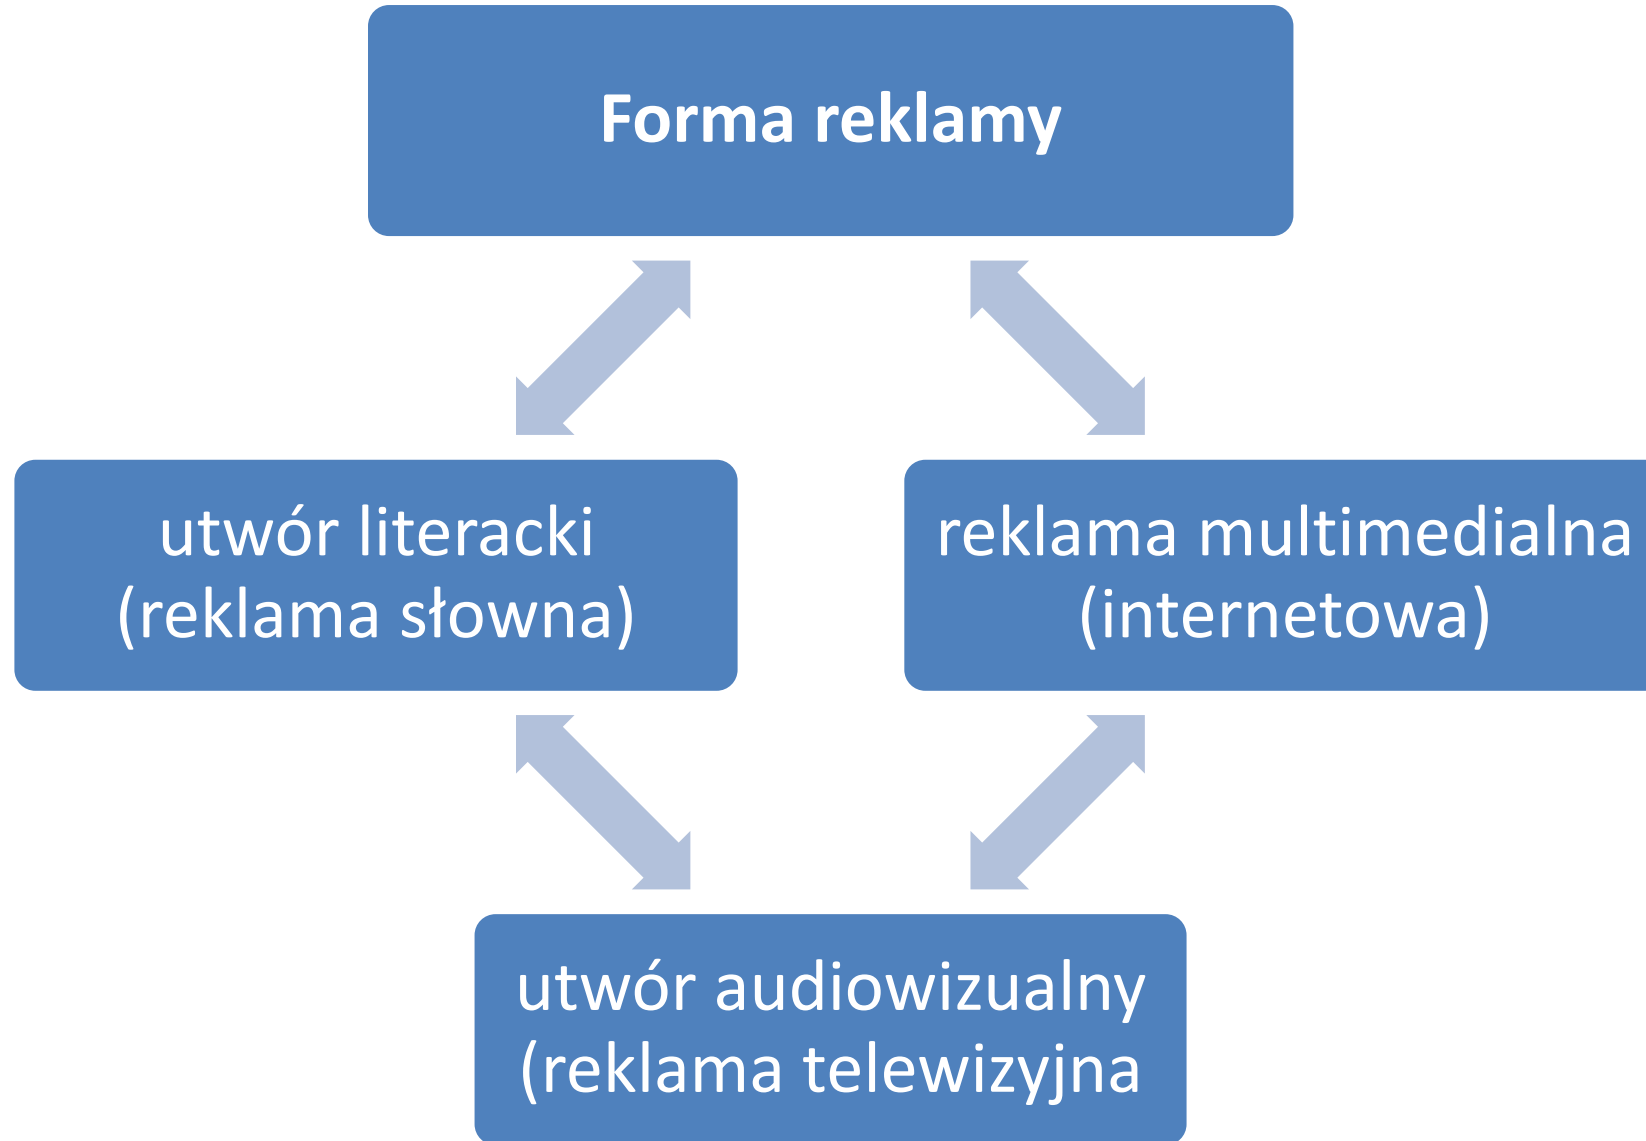 Forma reklamy
utwór literacki
(reklama słowna)
reklama multimedialna
(internetowa)
utwór audiowizualny
(reklama telewizyjna